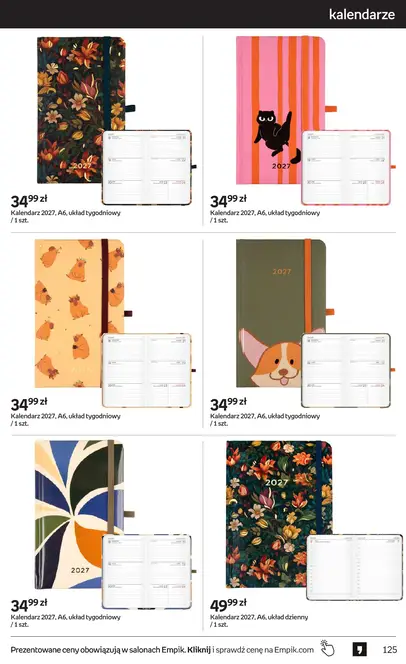 kalendarze
2027
34 99 zł
Kalendarz 2027, A6, układ tygodniowy
/ 1 szt.
2027
34 99 zł
Kalendarz 2027, A6, układ tygodniowy
/ 1 szt.
34 99 zł
Kalendarz 2027, A6, układ tygodniowy
/ 1 szt.
2027
34 99 zł
Kalendarz 2027, A6, układ tygodniowy
/ 1 szt.
2027
34 99 zł
Kalendarz 2027, A6, układ tygodniowy
/ 1 szt.
2027
49 99 zł
Kalendarz 2027, A6, układ dzienny
/ 1 szt.
Prezentowane ceny obowiązują w salonach Empik. Kliknij i sprawdź cenę na Empik.com
125